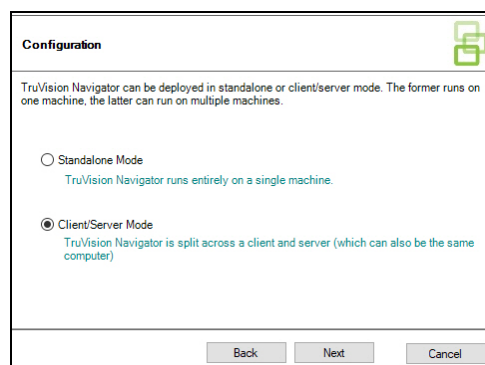 Configuration
TruVision Navigator can be deployed in standalone or client/server mode. The former runs on
one machine, the latter can run on multiple machines.
Standalone Mode
TruVision Navigator runs entirely on a single machine.
Client/Server Mode
TruVision Navigator is split across a client and server (which can also be the same
computer)
Back Next Cancel